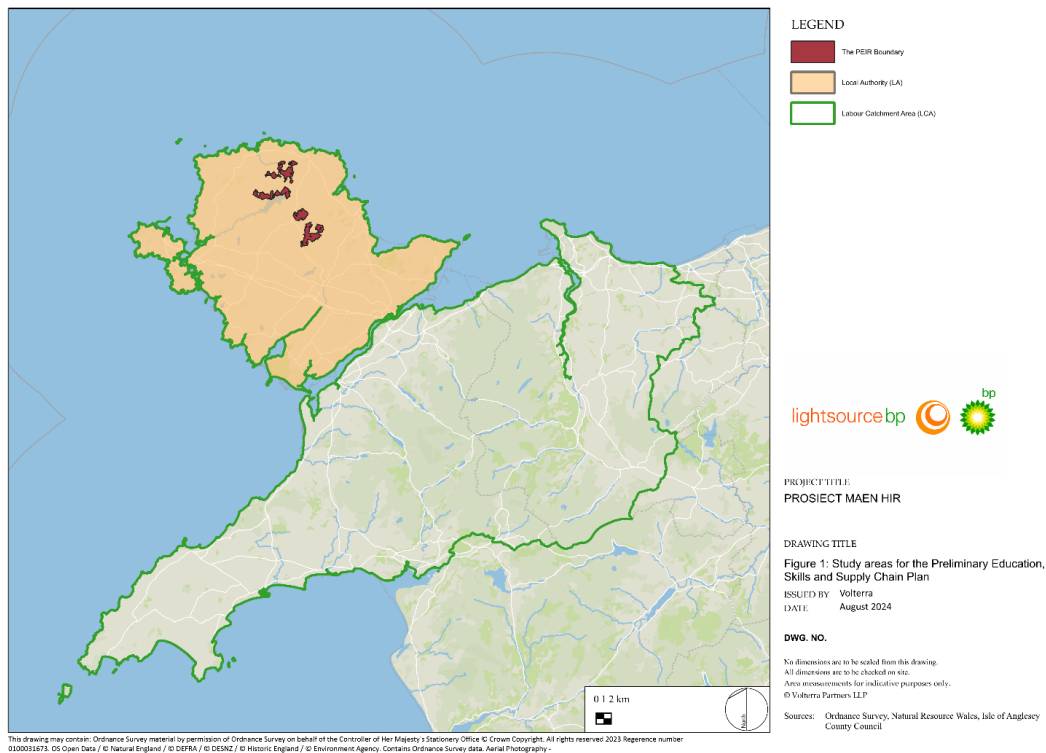 LEGEND
The PEIR Boundary
Local Authority (LA)
Labour Catchment Area (LCA)
bp
lightsource bp
PROJECT TITLE
PROSIECT MAEN HIR
DRAWING TITLE
Figure 1: Study areas for the Preliminary Education,
Skills and Supply Chain Plan
ISSUED BY Volterra
DATE August 2024
DWG. NO.
No dimensions are to be scaled from this drawing.
All dimensions are to be checked on site.
Area measurements for indicative purposes only.
© Volterra Partners LLP
Sources: Ordnance Survey, Natural Resource Wales, Isle of Anglesey
County Council
0 1 2 km
North
This drawing may contain: Ordnance Survey material by permission of Ordnance Survey on behalf of the Controller of Her Majesty's Stationery Office © Crown Copyright. All rights reserved 2023 Regerence number
0100031673. OS Open Data / © Natural England / © DEFRA / © DESNZ / © Historic England / © Environment Agency. Contains Ordnance Survey data. Aerial Photography -